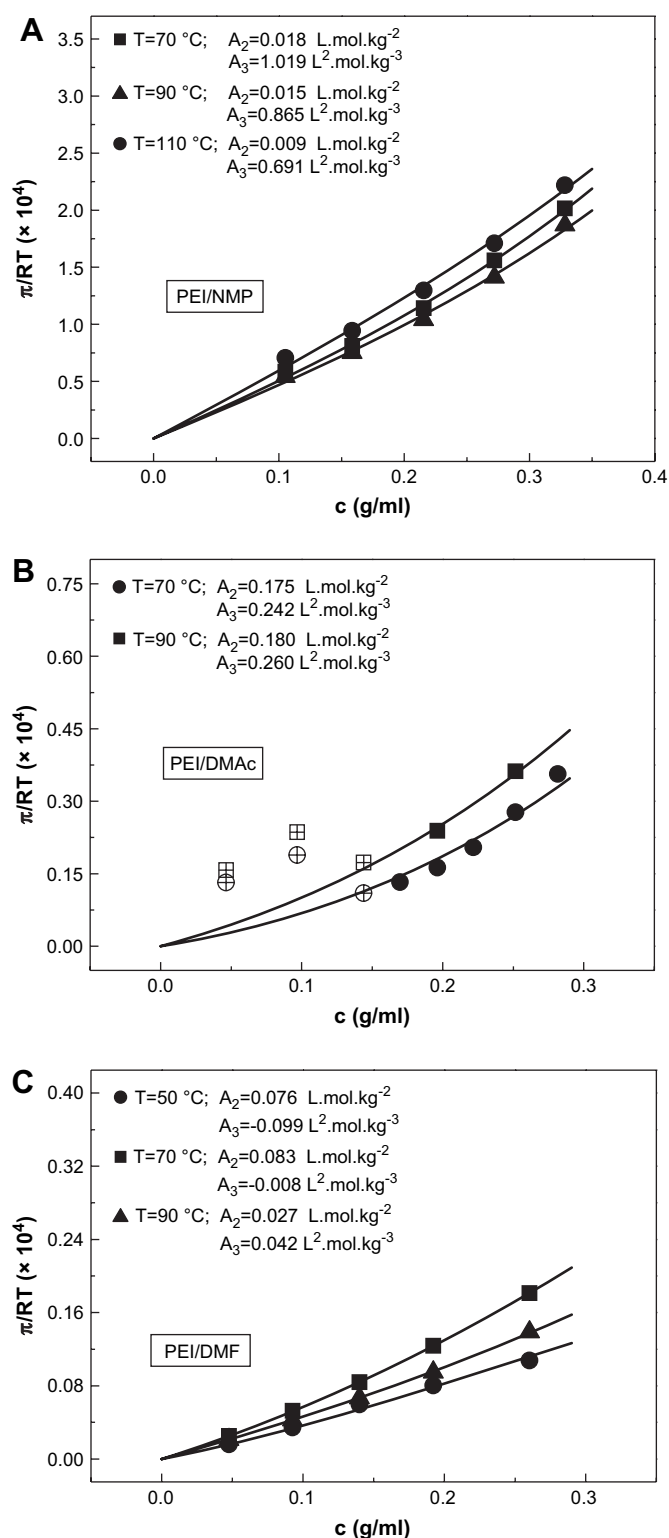 A
T=70 °C; A2=0.018 L.mol.kg-2
A3=1.019 L2.mol.kg-3
T=90 °C; A2=0.015 L.mol.kg-2
A3=0.865 L2.mol.kg-3
T=110 °C; A2=0.009 L.mol.kg-2
A3=0.691 L2.mol.kg-3
PEI/NMP
π/RT (× 10^4)
3.5
3.0
2.5
2.0
1.5
1.0
0.5
0.0
0.0 0.1 0.2 0.3 0.4
c (g/ml)
B
T=70 °C; A2=0.175 L.mol.kg-2
A3=0.242 L2.mol.kg-3
T=90 °C; A2=0.180 L.mol.kg-2
A3=0.260 L2.mol.kg-3
PEI/DMAc
π/RT (× 10^4)
0.75
0.60
0.45
0.30
0.15
0.00
0.0 0.1 0.2 0.3
c (g/ml)
C
T=50 °C; A2=0.076 L.mol.kg-2
A3=-0.099 L2.mol.kg-3
T=70 °C; A2=0.083 L.mol.kg-2
A3=-0.008 L2.mol.kg-3
T=90 °C; A2=0.027 L.mol.kg-2
A3=0.042 L2.mol.kg-3
PEI/DMF
π/RT (× 10^4)
0.40
0.32
0.24
0.16
0.08
0.00
0.0 0.1 0.2 0.3
c (g/ml)